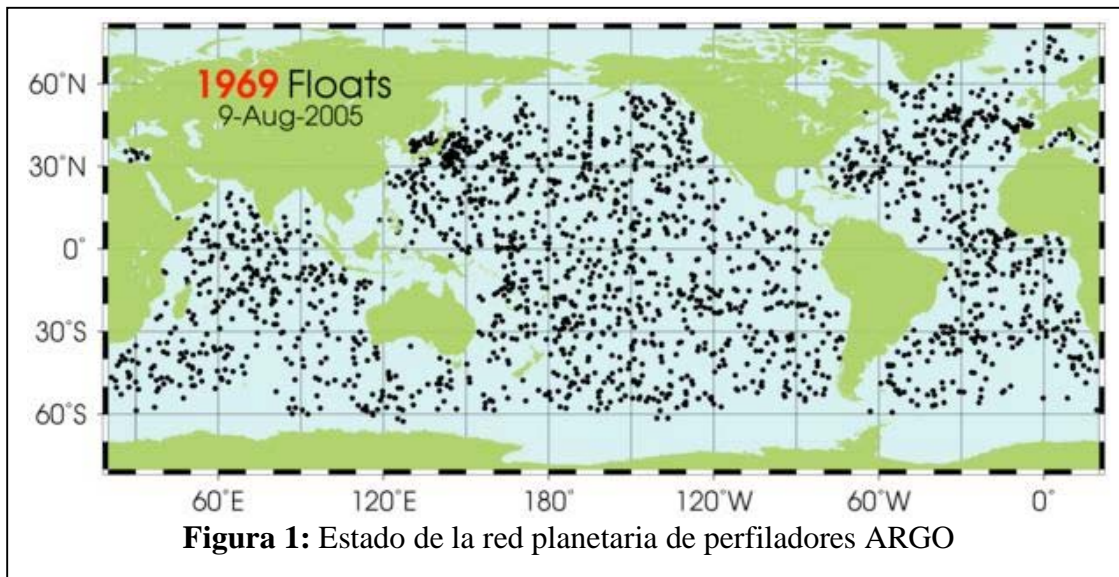 1969 Floats
9-Aug-2005
60˚N
30˚N
0˚
30˚S
60˚S
60˚E 120˚E 180˚ 120˚W 60˚W 0˚
Figura 1: Estado de la red planetaria de perfiladores ARGO